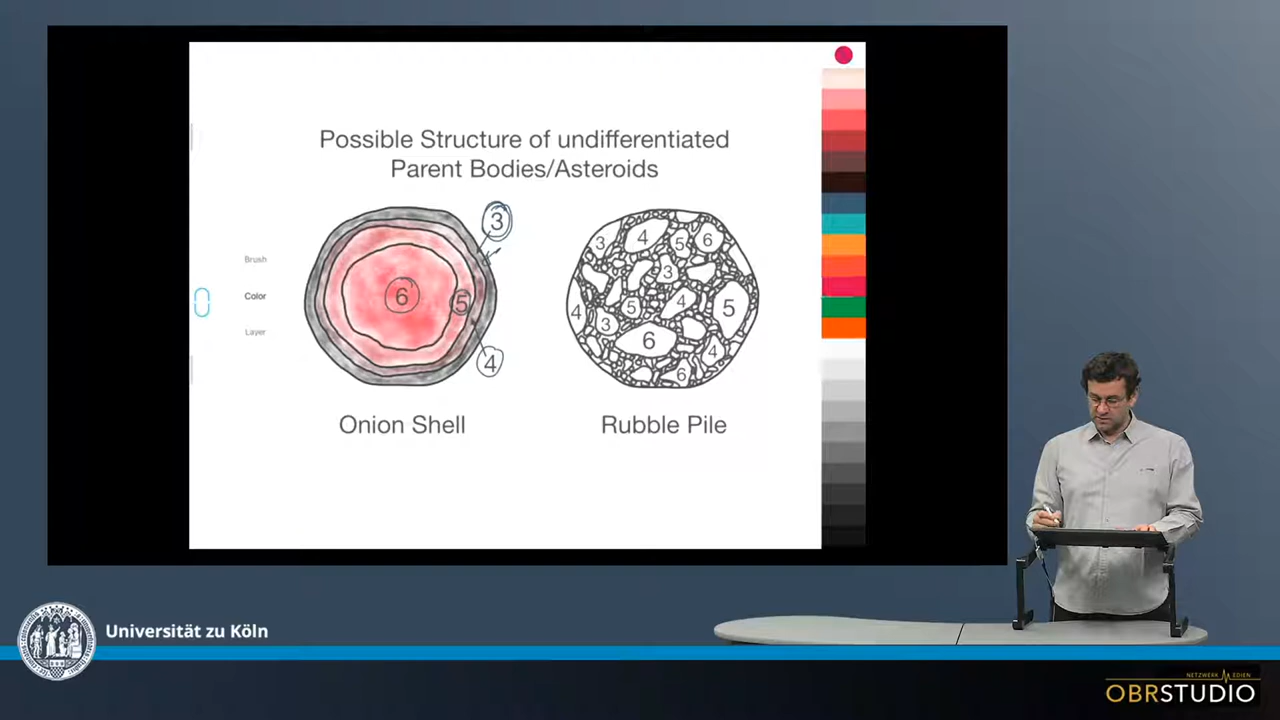 Possible Structure of undifferentiated
Parent Bodies/Asteroids
3
Brush
Color
Layer
6
5
4
3
4
5
6
3
4
5
4
5
3
6
4
6
Onion Shell
Rubble Pile
Universität zu Köln
NETZWERK MEDIEN
OBRSTUDIO